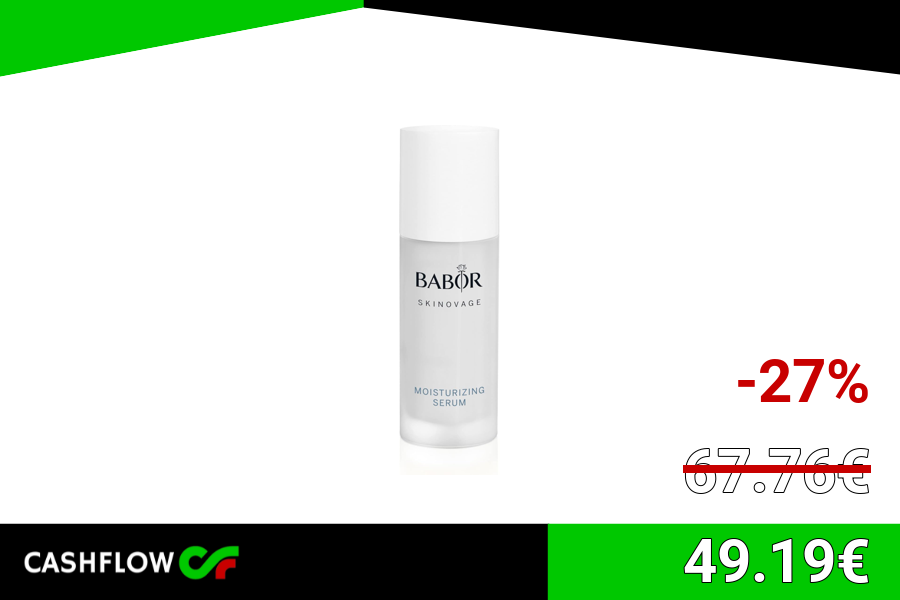 BABOR
SKINOVAGE
MOISTURIZING
SERUM
-27%
67.76€
CASHFLOW
49.19€